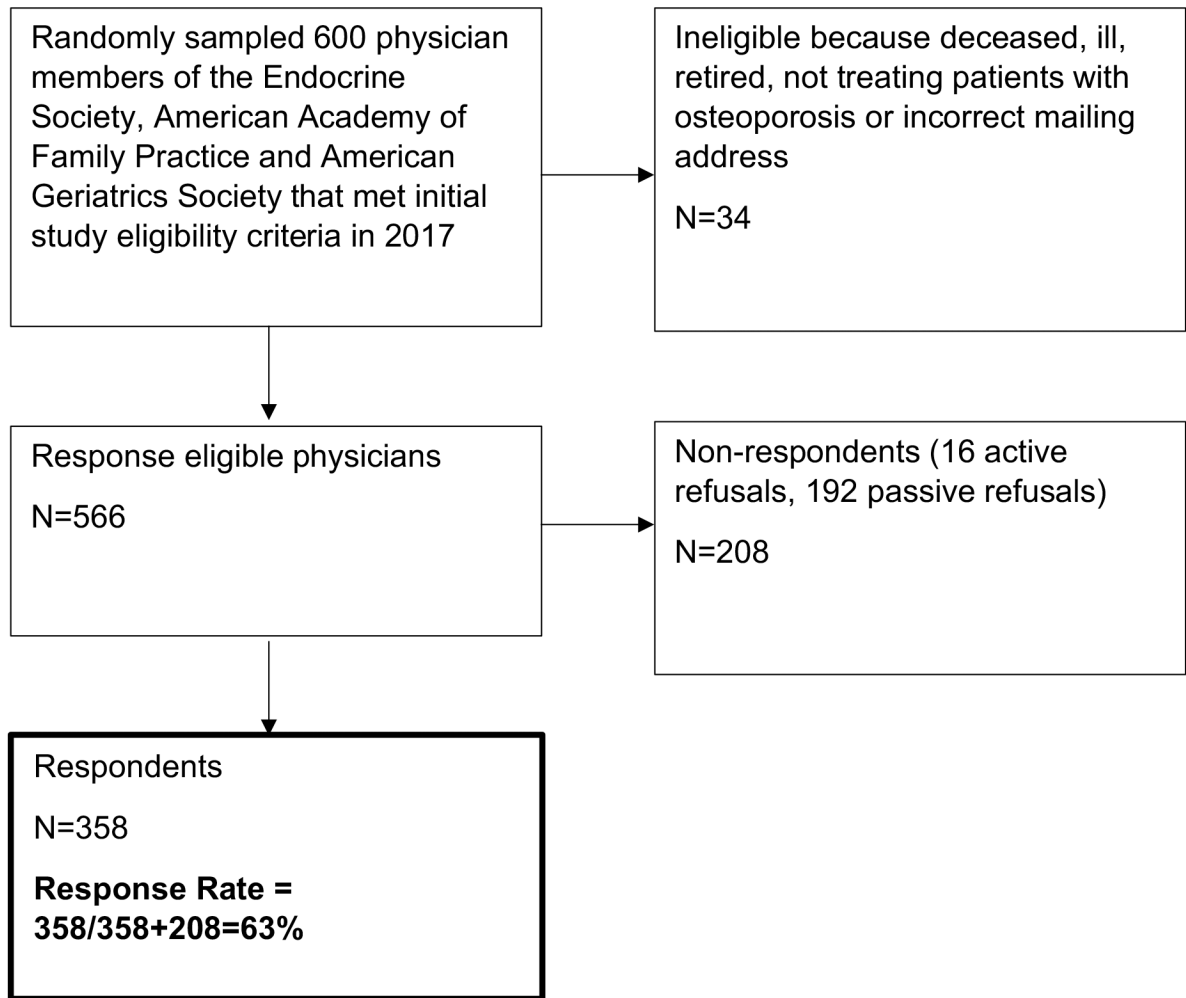 Randomly sampled 600 physician
members of the Endocrine
Society, American Academy of
Family Practice and American
Geriatrics Society that met initial
study eligibility criteria in 2017
Ineligible because deceased, ill,
retired, not treating patients with
osteoporosis or incorrect mailing
address
N=34
Response eligible physicians
N=566
Non-respondents (16 active
refusals, 192 passive refusals)
N=208
Respondents
N=358
Response Rate =
358/358+208=63%